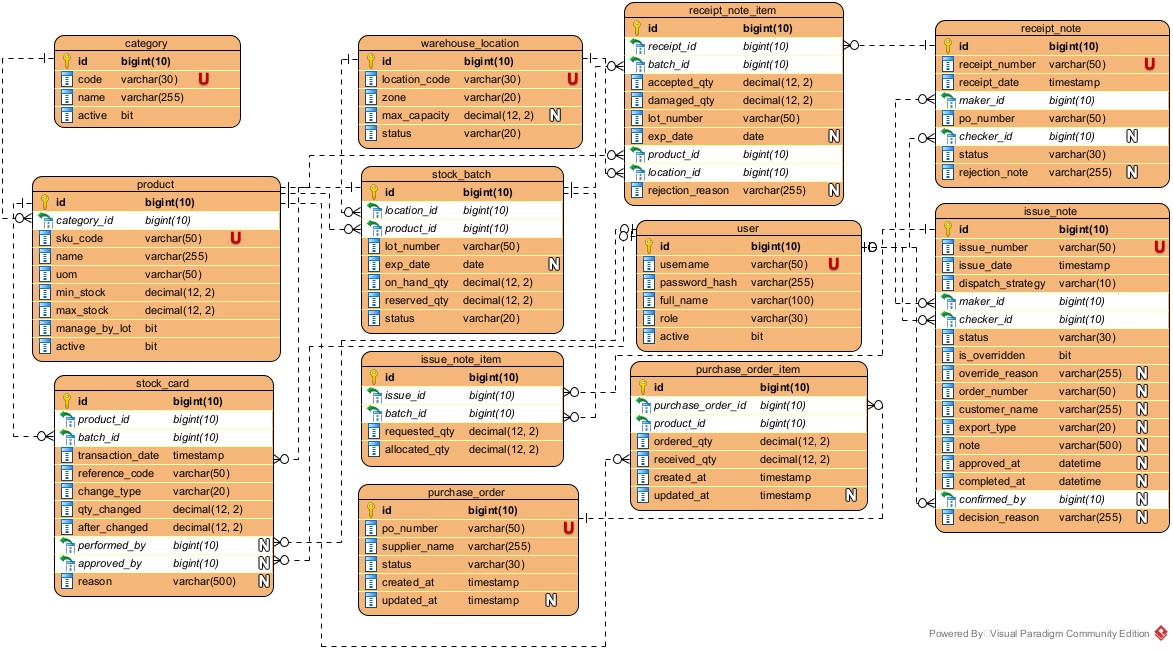 category
id bigint(10)
code varchar(30) U
name varchar(255)
active bit
product
id bigint(10)
category_id bigint(10)
sku_code varchar(50) U
name varchar(255)
uom varchar(50)
min_stock decimal(12, 2)
max_stock decimal(12, 2)
manage_by_lot bit
active bit
stock_card
id bigint(10)
product_id bigint(10)
batch_id bigint(10)
transaction_date timestamp
reference_code varchar(50)
change_type varchar(20)
qty_changed decimal(12, 2)
after_changed decimal(12, 2)
performed_by bigint(10) N
approved_by bigint(10) N
reason varchar(500) N
warehouse_location
id bigint(10)
location_code varchar(30) U
zone varchar(20)
max_capacity decimal(12, 2) N
status varchar(20)
stock_batch
id bigint(10)
location_id bigint(10)
product_id bigint(10)
lot_number varchar(50)
exp_date date N
on_hand_qty decimal(12, 2)
reserved_qty decimal(12, 2)
status varchar(20)
issue_note_item
id bigint(10)
issue_id bigint(10)
batch_id bigint(10)
requested_qty decimal(12, 2)
allocated_qty decimal(12, 2)
purchase_order
id bigint(10)
po_number varchar(50) U
supplier_name varchar(255)
status varchar(30)
created_at timestamp
updated_at timestamp N
receipt_note_item
id bigint(10)
receipt_id bigint(10)
batch_id bigint(10)
accepted_qty decimal(12, 2)
damaged_qty decimal(12, 2)
lot_number varchar(50)
exp_date date N
product_id bigint(10)
location_id bigint(10)
rejection_reason varchar(255) N
user
id bigint(10)
username varchar(50) U
password_hash varchar(255)
full_name varchar(100)
role varchar(30)
active bit
purchase_order_item
id bigint(10)
purchase_order_id bigint(10)
product_id bigint(10)
ordered_qty decimal(12, 2)
received_qty decimal(12, 2)
created_at timestamp
updated_at timestamp N
receipt_note
id bigint(10)
receipt_number varchar(50) U
receipt_date timestamp
maker_id bigint(10)
po_number varchar(50)
checker_id bigint(10) N
status varchar(30)
rejection_note varchar(255) N
issue_note
id bigint(10)
issue_number varchar(50) U
issue_date timestamp
dispatch_strategy varchar(10)
maker_id bigint(10)
checker_id bigint(10)
status varchar(30)
is_overridden bit
override_reason varchar(255) N
order_number varchar(50) N
customer_name varchar(255) N
export_type varchar(20) N
note varchar(500) N
approved_at datetime N
completed_at datetime N
confirmed_by bigint(10) N
decision_reason varchar(255) N
Powered By Visual Paradigm Community Edition